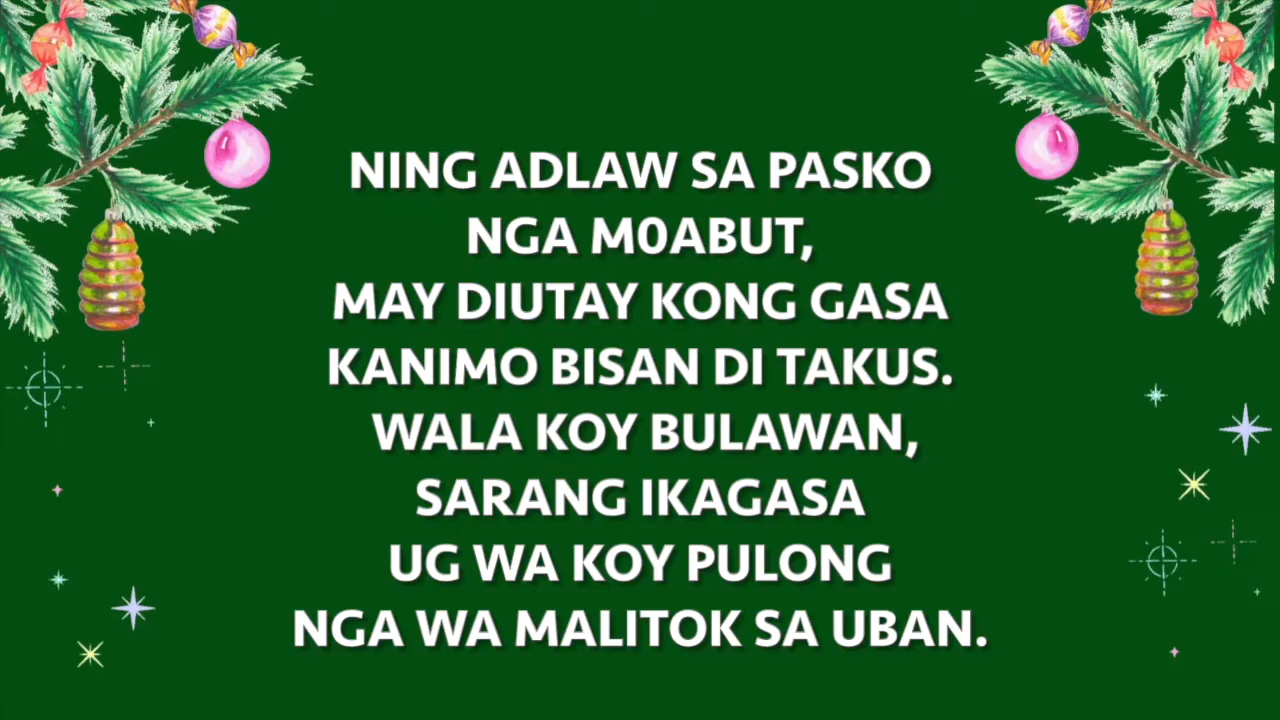 NING ADLAW SA PASKO
NGA M0ABUT,
MAY DIUTAY KONG GASA
KANIMO BISAN DI TAKUS.
WALA KOY BULAWAN,
SARANG IKAGASA
UG WA KOY PULONG
NGA WA MALITOK SA UBAN.